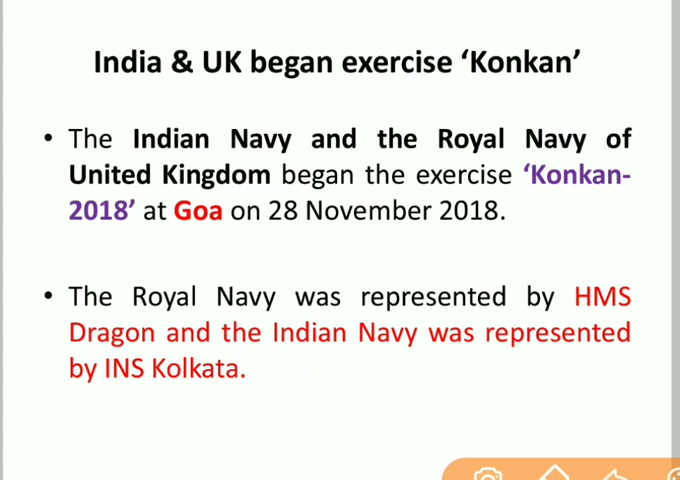 India & UK began exercise ‘Konkan’
• The Indian Navy and the Royal Navy of
United Kingdom began the exercise ‘Konkan-
2018’ at Goa on 28 November 2018.
• The Royal Navy was represented by HMS
Dragon and the Indian Navy was represented
by INS Kolkata.